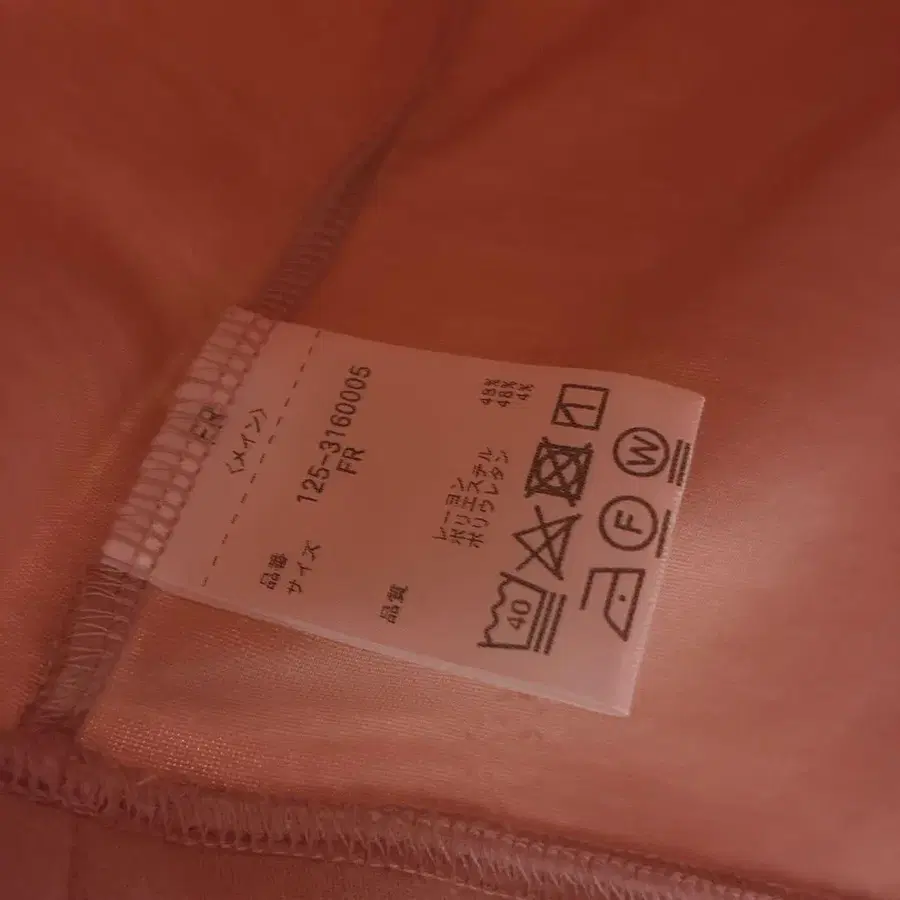 FR
〈メイン〉
品番 125-3160005
サイズ FR
品質 レーヨン 48%
ポリエステル 48%
ポリウレタン 4%
40
F
W